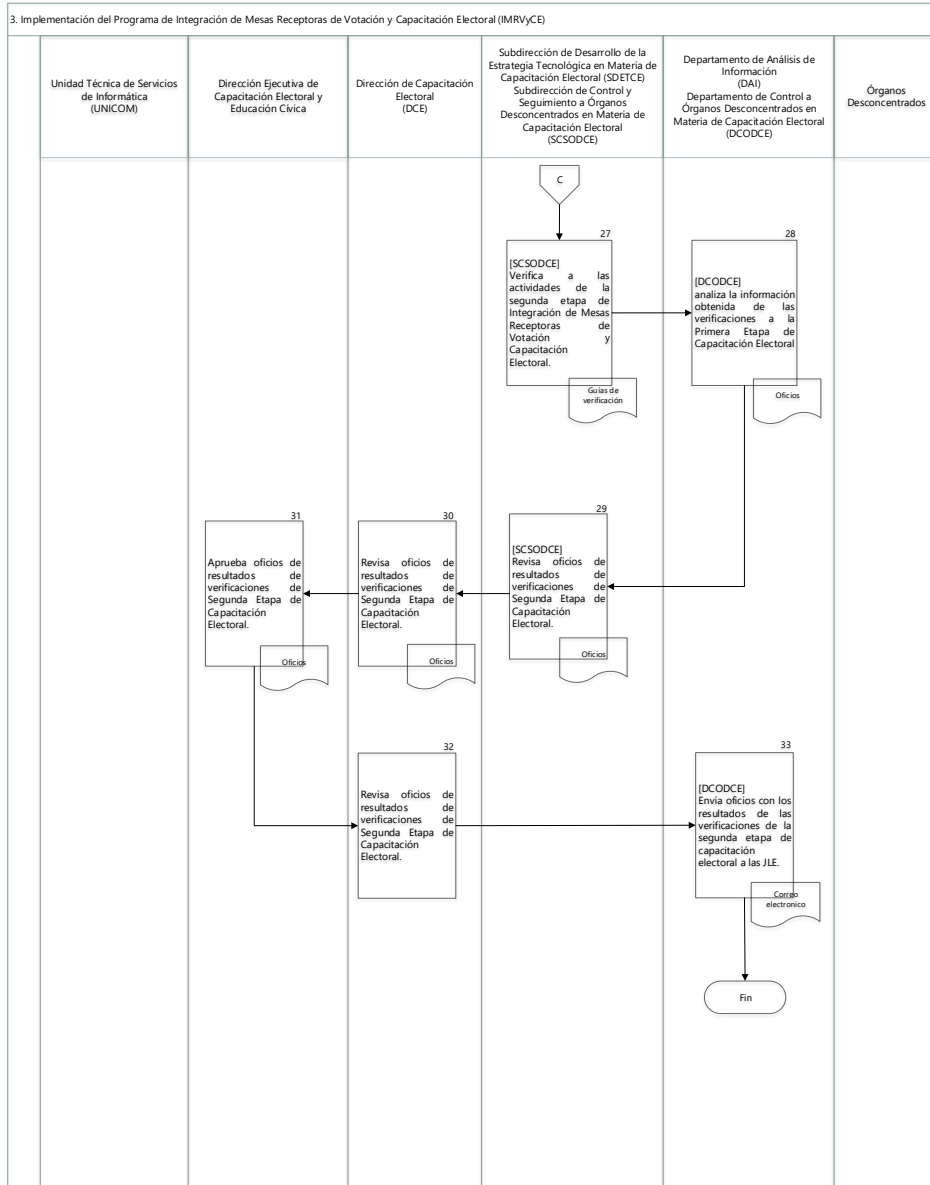 3. Implementación del Programa de Integración de Mesas Receptoras de Votación y Capacitación Electoral (IMRVyCE)
Unidad Técnica de Servicios
de Informática
(UNICOM)
Dirección Ejecutiva de
Capacitación Electoral y
Educación Cívica
Dirección de Capacitación
Electoral
(DCE)
Subdirección de Desarrollo de la
Estrategia Tecnológica en Materia de
Capacitación Electoral (SDETCE)
Subdirección de Control y
Seguimiento a Órganos
Desconcentrados en Materia de
Capacitación Electoral
(SCSODCE)
Departamento de Análisis de
Información
(DAI)
Departamento de Control a
Órganos Desconcentrados en
Materia de Capacitación Electoral
(DCODCE)
Órganos
Desconcentrados
C
27
[SCSODCE]
Verifica a las
actividades de la
segunda etapa de
Integración de Mesas
Receptoras de
Votación y
Capacitación
Electoral.
Guías de
verificación
28
[DCODCE]
analiza la información
obtenida de las
verificaciones a la
Primera Etapa de
Capacitación Electoral
Oficios
31
Aprueba oficios de
resultados de
verificaciones de
Segunda Etapa de
Capacitación
Electoral.
Oficios
30
Revisa oficios de
resultados de
verificaciones de
Segunda Etapa de
Capacitación
Electoral.
Oficios
29
[SCSODCE]
Revisa oficios de
resultados de
verificaciones de
Segunda Etapa de
Capacitación
Electoral.
Oficios
32
Revisa oficios de
resultados de
verificaciones de
Segunda Etapa de
Capacitación
Electoral.
33
[DCODCE]
Envía oficios con los
resultados de las
verificaciones de la
segunda etapa de
capacitación
electoral a las JLE.
Correo
electronico
Fin